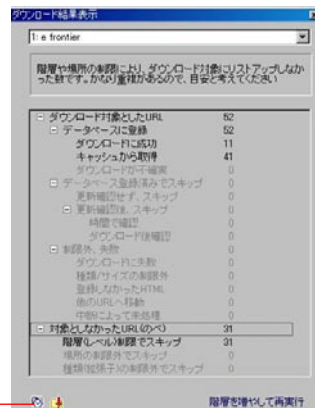 ダウンロード結果表示
1: e frontier
階層や場所の制限により、ダウンロード対象にリストアップしなか
った数です。かなり重複があるので、目安と考えてください
ダウンロード対象としたURL 52
データベースに登録 52
ダウンロードに成功 11
キャッシュから取得 41
ダウンロードが不確実 0
データベース登録済みでスキップ 0
更新確認せず、スキップ 0
更新確認後、スキップ 0
時間で確認 0
ダウンロード後確認 0
制限外、失敗 0
ダウンロードに失敗 0
種類/サイズの制限外 0
登録しなかったHTML 0
他のURLへ移動 0
中断によって未処理 0
対象としなかったURL(のべ) 31
階層(レベル)制限でスキップ 31
場所の制限外でスキップ 0
種類(拡張子)の制限外でスキップ 0
階層を増やして再実行